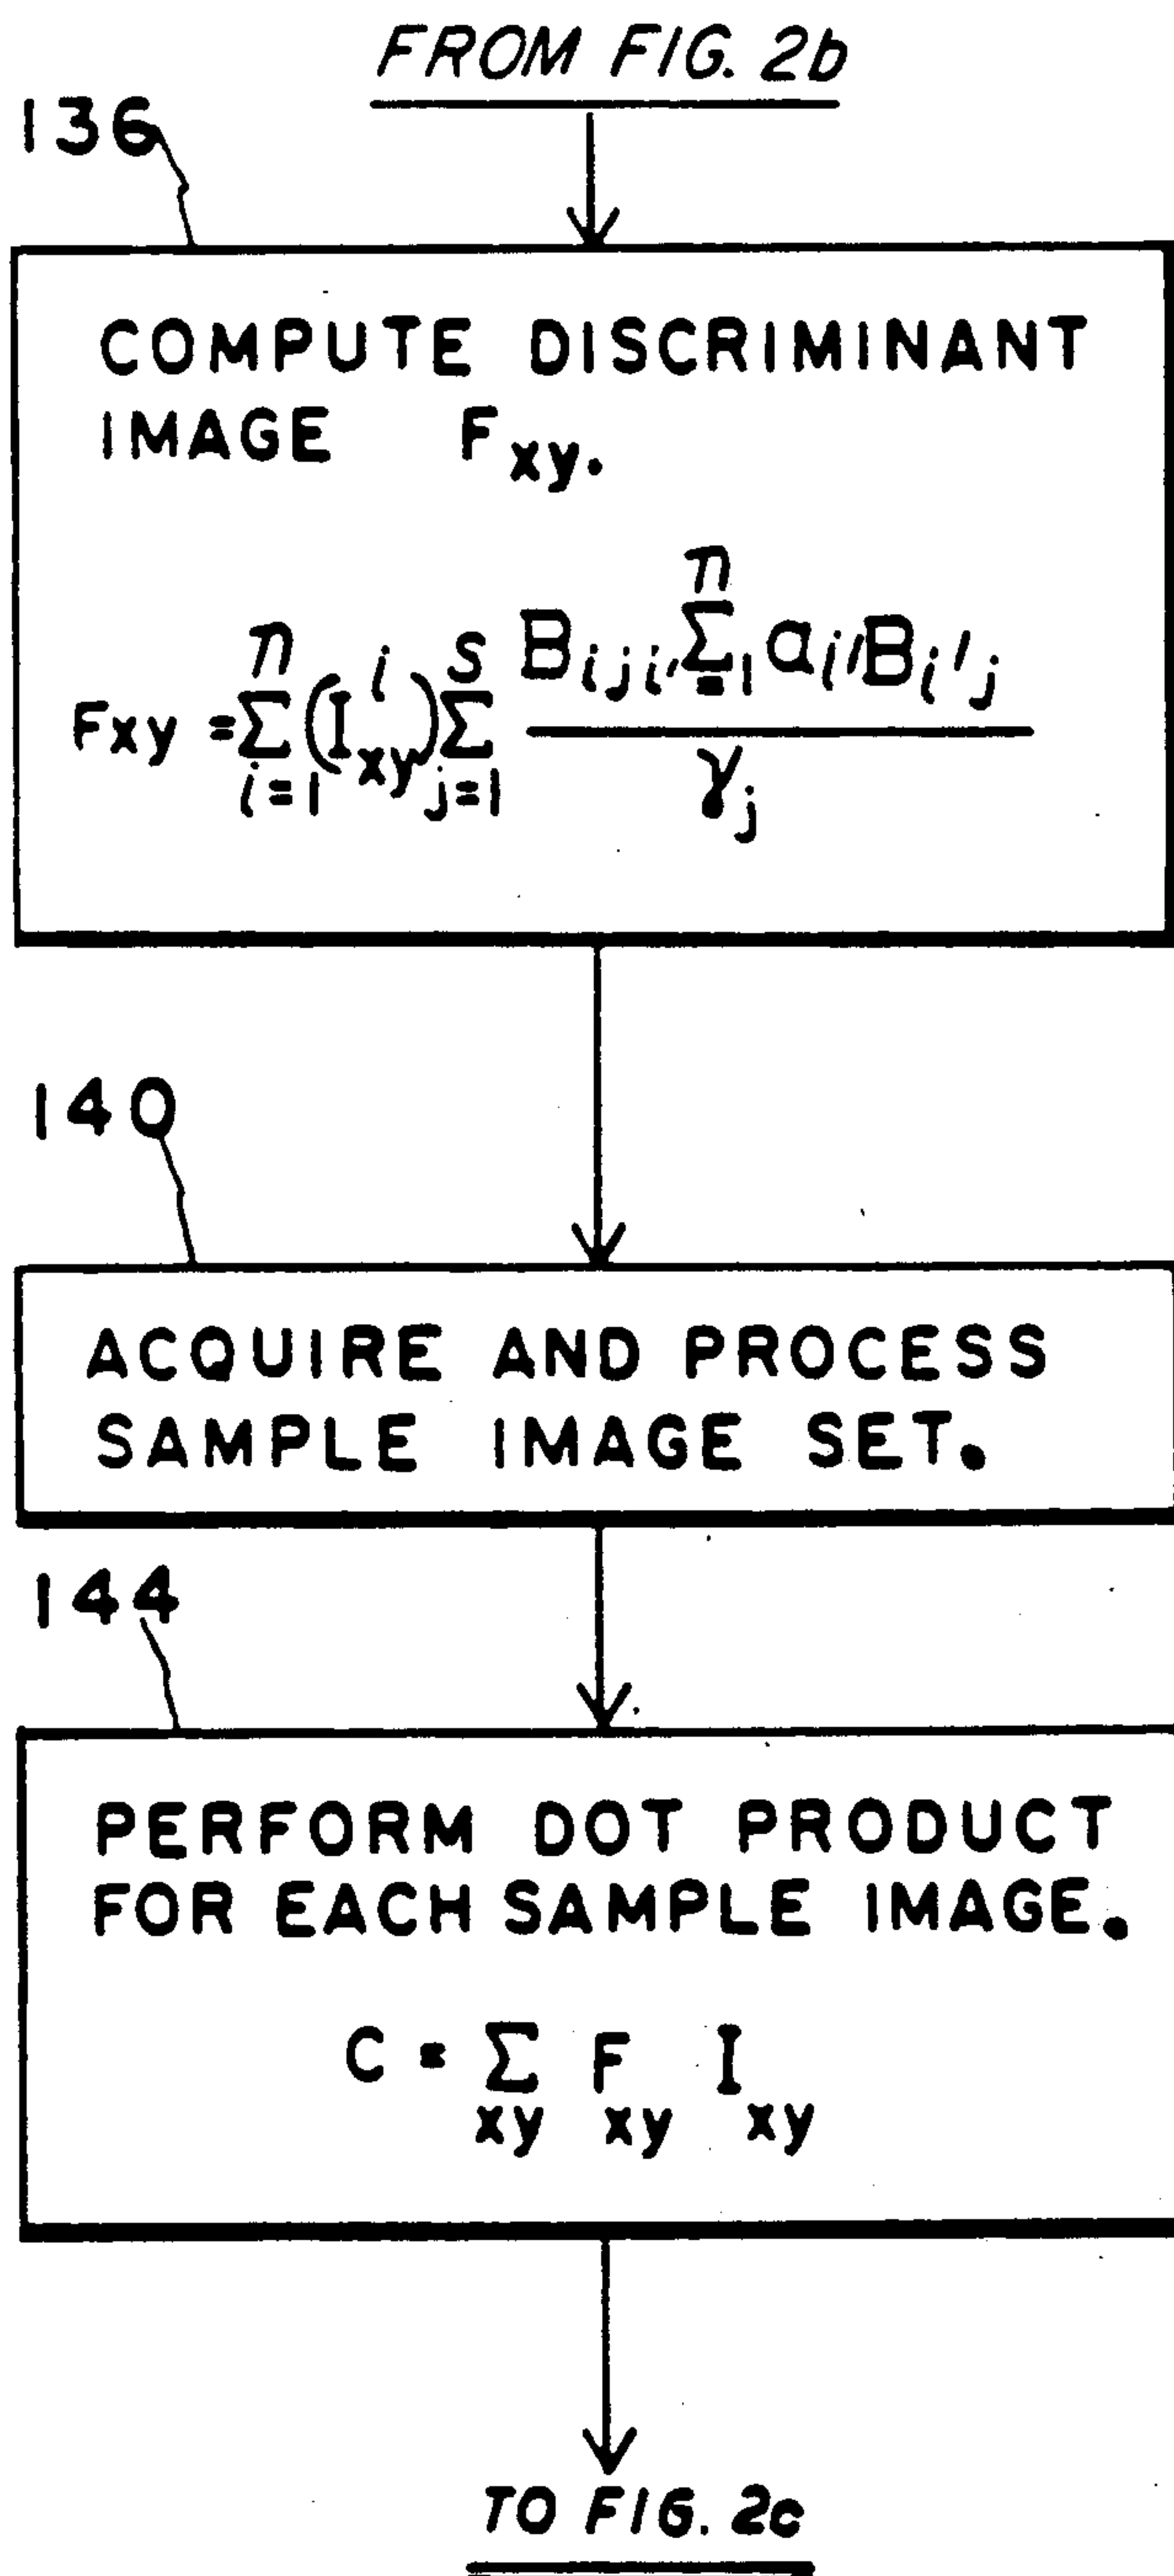 FROM FIG. 2b
136
COMPUTE DISCRIMINANT
IMAGE F_xy.
F_xy = Σ_{i=1}^{n} (I_xy^i) Σ_{j=1}^{s} B_ij Σ_{i'=1}^{n} a_i' B_i'j / γ_j
140
ACQUIRE AND PROCESS
SAMPLE IMAGE SET.
144
PERFORM DOT PRODUCT
FOR EACH SAMPLE IMAGE.
C = Σ_xy F_xy I_xy
TO FIG. 2c